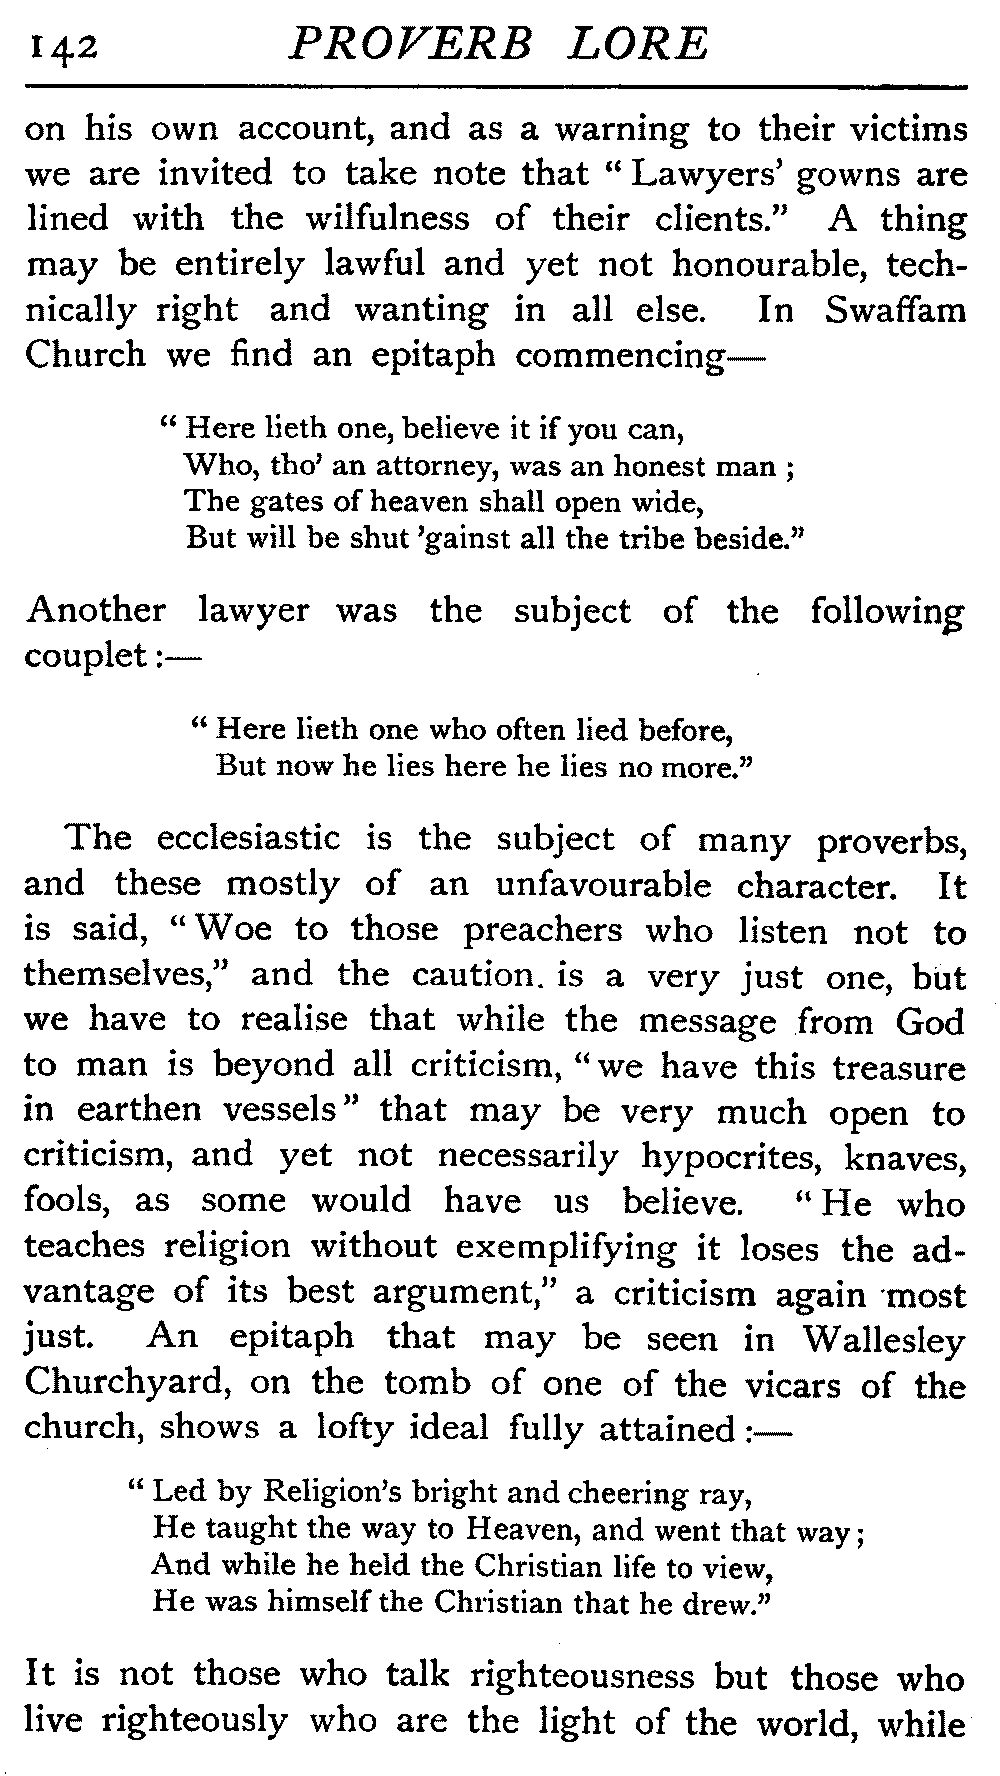 142 PROVERB LORE
on his own account, and as a warning to their victims
we are invited to take note that “Lawyers’ gowns are
lined with the wilfulness of their clients.” A thing
may be entirely lawful and yet not honourable, tech-
nically right and wanting in all else. In Swaffam
Church we find an epitaph commencing—
“Here lieth one, believe it if you can,
Who, tho’ an attorney, was an honest man;
The gates of heaven shall open wide,
But will be shut ’gainst all the tribe beside.”
Another lawyer was the subject of the following
couplet:—
“Here lieth one who often lied before,
But now he lies here he lies no more.”
The ecclesiastic is the subject of many proverbs,
and these mostly of an unfavourable character. It
is said, “Woe to those preachers who listen not to
themselves,” and the caution. is a very just one, but
we have to realise that while the message from God
to man is beyond all criticism, “we have this treasure
in earthen vessels” that may be very much open to
criticism, and yet not necessarily hypocrites, knaves,
fools, as some would have us believe. “He who
teaches religion without exemplifying it loses the ad-
vantage of its best argument,” a criticism again most
just. An epitaph that may be seen in Wallesley
Churchyard, on the tomb of one of the vicars of the
church, shows a lofty ideal fully attained:—
“Led by Religion’s bright and cheering ray,
He taught the way to Heaven, and went that way;
And while he held the Christian life to view,
He was himself the Christian that he drew.”
It is not those who talk righteousness but those who
live righteously who are the light of the world, while